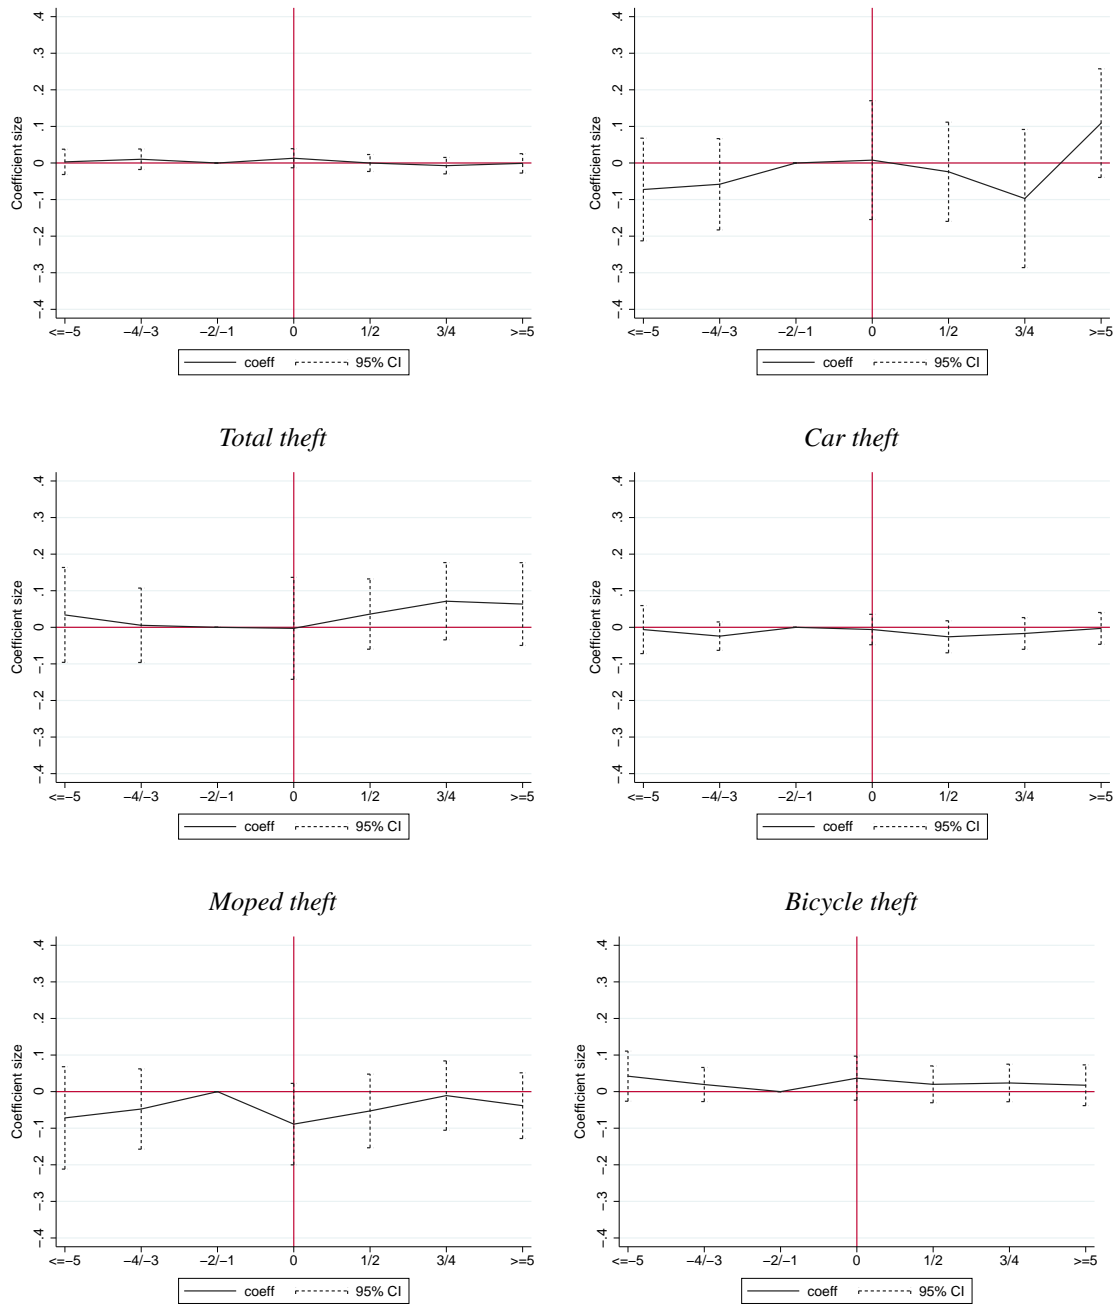 .4
.3
.2
.1
0
−.1
−.2
−.3
−.4
Coefficient size
<=−5 −4/−3 −2/−1 0 1/2 3/4 >=5
coeff 95% CI
.4
.3
.2
.1
0
−.1
−.2
−.3
−.4
Coefficient size
<=−5 −4/−3 −2/−1 0 1/2 3/4 >=5
coeff 95% CI
Total theft
Car theft
.4
.3
.2
.1
0
−.1
−.2
−.3
−.4
Coefficient size
<=−5 −4/−3 −2/−1 0 1/2 3/4 >=5
coeff 95% CI
.4
.3
.2
.1
0
−.1
−.2
−.3
−.4
Coefficient size
<=−5 −4/−3 −2/−1 0 1/2 3/4 >=5
coeff 95% CI
Moped theft
Bicycle theft
.4
.3
.2
.1
0
−.1
−.2
−.3
−.4
Coefficient size
<=−5 −4/−3 −2/−1 0 1/2 3/4 >=5
coeff 95% CI
.4
.3
.2
.1
0
−.1
−.2
−.3
−.4
Coefficient size
<=−5 −4/−3 −2/−1 0 1/2 3/4 >=5
coeff 95% CI